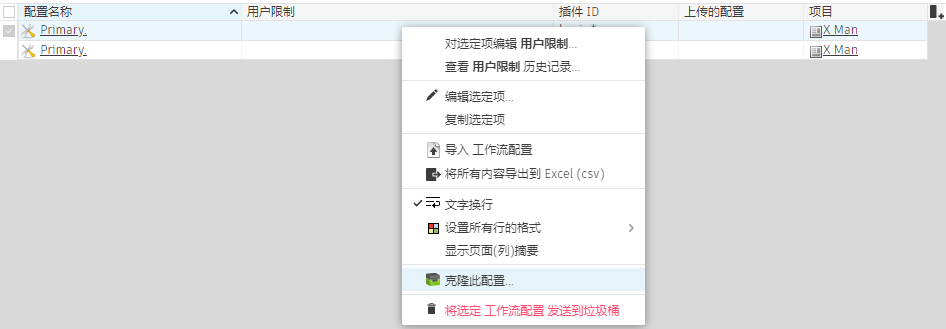 配置名称 用户限制 插件 ID 上传的配置 项目
Primary. X Man
Primary. X Man
对选定项编辑 用户限制...
查看 用户限制 历史记录...
编辑选定项...
复制选定项
导入 工作流配置
将所有内容导出到 Excel (csv)
文字换行
设置所有行的格式
显示页面(列)摘要
克隆此配置...
将选定 工作流配置 发送到垃圾桶